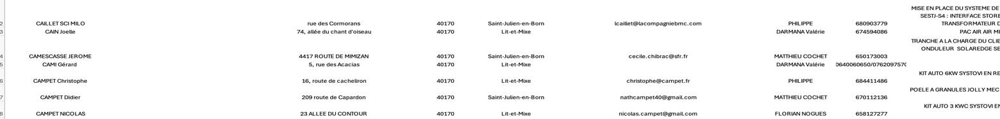 MISE EN PLACE DU SYSTEME DE
SESTJ-S4 : INTERFACE STORE
2 CAILLET SCI MILO rue des Cormorans 40170 Saint-Julien-en-Born lcaillet@lacompagniebmc.com PHILIPPE 680903779 TRANSFORMATEUR D
3 CAIN Joelle 74, allée du chant d'oiseau 40170 Lit-et-Mixe DARMANA Valérie 674594086 PAC AIR AIR MI
TRANCHE A LA CHARGE DU CLIE
ONDULEUR SOLAREDGE SE
4 CAMESCASSE JEROME 4417 ROUTE DE MIMIZAN 40170 Saint-Julien-en-Born cecile.chibrac@sfr.fr MATTHIEU COCHET 650173003
5 CAMI Gérard 5, rue des Acacias 40170 Lit-et-Mixe DARMANA Valérie 0640060650/0762097570
KIT AUTO 6KW SYSTOVI EN RE
6 CAMPET Christophe 16, route de cacheliron 40170 Lit-et-Mixe christophe@campet.fr PHILIPPE 684411486
POELE A GRANULES JOLLY MEC
7 CAMPET Didier 209 route de Capardon 40170 Saint-Julien-en-Born nathcampet40@gmail.com MATTHIEU COCHET 670112136
KIT AUTO 3 KWC SYSTOVI EN
8 CAMPET NICOLAS 23 ALLEE DU CONTOUR 40170 Lit-et-Mixe nicolas.campet@gmail.com FLORIAN NOGUES 658127277